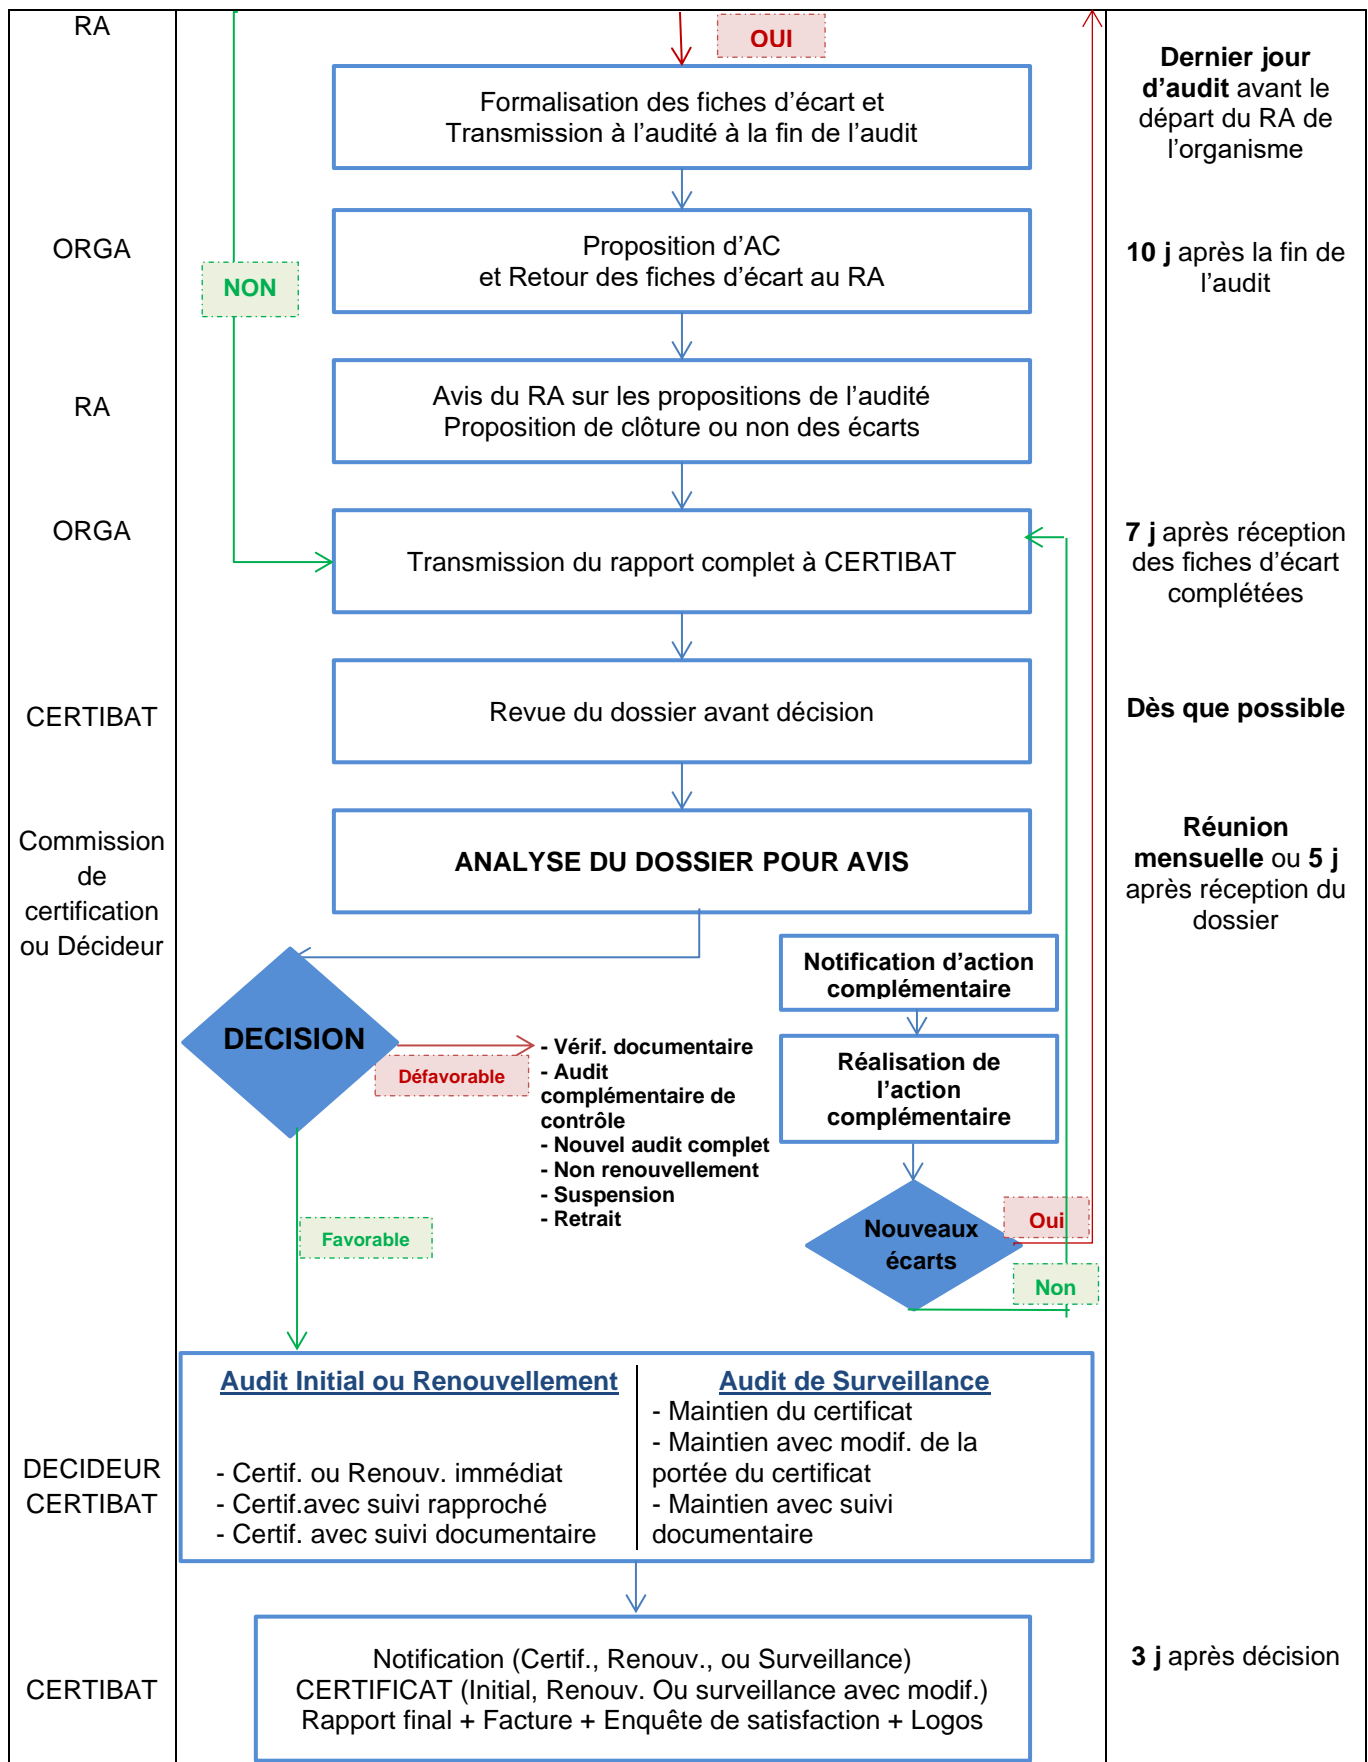 RA
OUI
Dernier jour
d’audit avant le
départ du RA de
l’organisme
Formalisation des fiches d’écart et
Transmission à l’audité à la fin de l’audit
ORGA
NON
Proposition d’AC
et Retour des fiches d’écart au RA
10 j après la fin de
l’audit
RA
Avis du RA sur les propositions de l’audité
Proposition de clôture ou non des écarts
ORGA
Transmission du rapport complet à CERTIBAT
7 j après réception
des fiches d’écart
complétées
CERTIBAT
Revue du dossier avant décision
Dès que possible
Commission
de
certification
ou Décideur
ANALYSE DU DOSSIER POUR AVIS
Réunion
mensuelle ou 5 j
après réception du
dossier
DECISION
Défavorable
- Vérif. documentaire
- Audit
complémentaire de
contrôle
- Nouvel audit complet
- Non renouvellement
- Suspension
- Retrait
Notification d’action
complémentaire
Réalisation de
l’action
complémentaire
Nouveaux
écarts
Oui
Non
Favorable
DECIDEUR
CERTIBAT
Audit Initial ou Renouvellement
- Certif. ou Renouv. immédiat
- Certif.avec suivi rapproché
- Certif. avec suivi documentaire
Audit de Surveillance
- Maintien du certificat
- Maintien avec modif. de la
portée du certificat
- Maintien avec suivi
documentaire
CERTIBAT
Notification (Certif., Renouv., ou Surveillance)
CERTIFICAT (Initial, Renouv. Ou surveillance avec modif.)
Rapport final + Facture + Enquête de satisfaction + Logos
3 j après décision